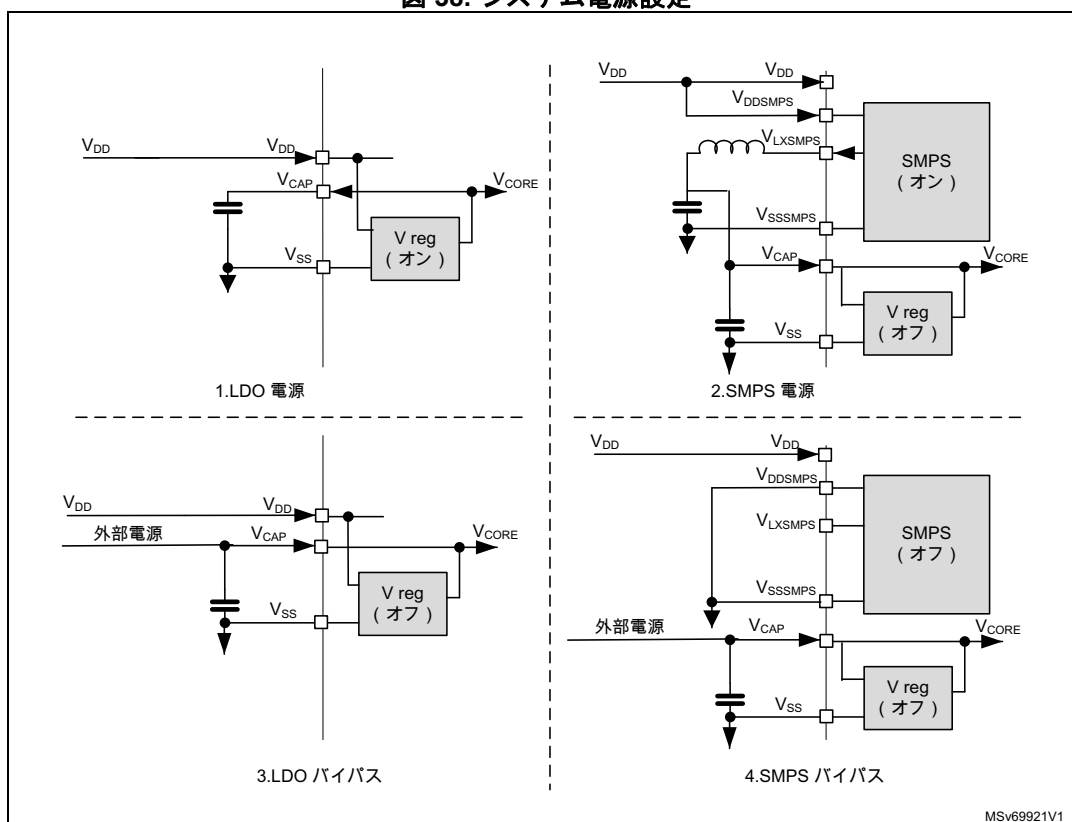 図 38. システム電源設定
VDD
VDD
VCAP
VCORE
VSS
V reg
( オン )
1.LDO 電源
VDD
VDD
VDDSMPS
VLXSMPS
SMPS
( オン )
VSSSMPS
VCAP
VCORE
V reg
( オフ )
VSS
2.SMPS 電源
VDD
VDD
外部電源
VCAP
VCORE
V reg
( オフ )
VSS
3.LDO バイパス
VDD
VDD
VDDSMPS
VLXSMPS
SMPS
( オフ )
VSSSMPS
外部電源
VCAP
VCORE
V reg
( オフ )
VSS
4.SMPS バイパス
MSv69921V1